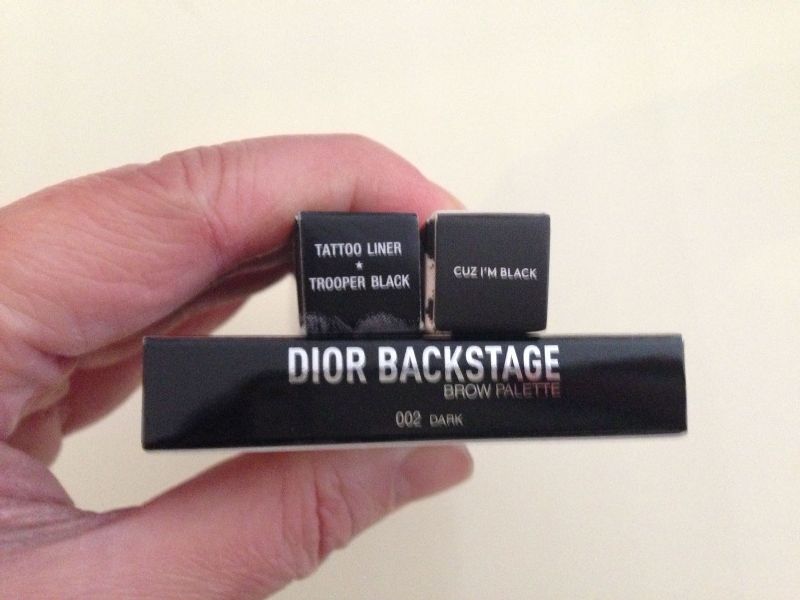 TATTOO LINER
★
TROOPER BLACK
CUZ I'M BLACK
DIOR BACKSTAGE
BROW PALETTE
002 DARK